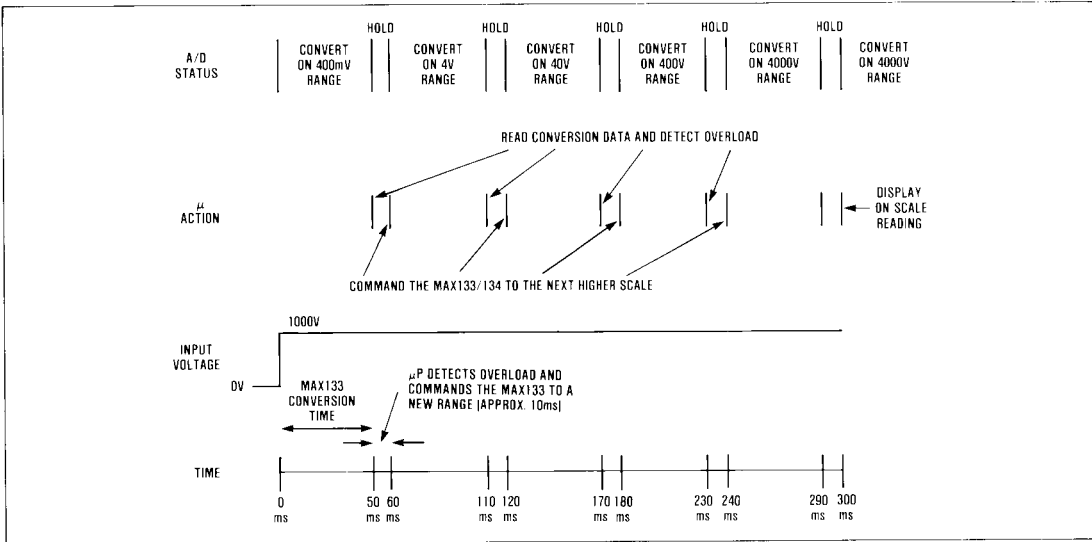 HOLD HOLD HOLD HOLD HOLD
A/D
STATUS
CONVERT
ON 400mV
RANGE
CONVERT
ON 4V
RANGE
CONVERT
ON 40V
RANGE
CONVERT
ON 400V
RANGE
CONVERT
ON 4000V
RANGE
CONVERT
ON 4000V
RANGE
READ CONVERSION DATA AND DETECT OVERLOAD
μ
ACTION
DISPLAY
ON SCALE
READING
COMMAND THE MAX133/134 TO THE NEXT HIGHER SCALE
1000V
INPUT
VOLTAGE
0V
MAX133
CONVERSION
TIME
μP DETECTS OVERLOAD AND
COMMANDS THE MAX133 TO A
NEW RANGE |APPROX. 10ms|
TIME
0 50 60 110 120 170 180 230 240 290 300
ms ms ms ms ms ms ms ms ms ms ms